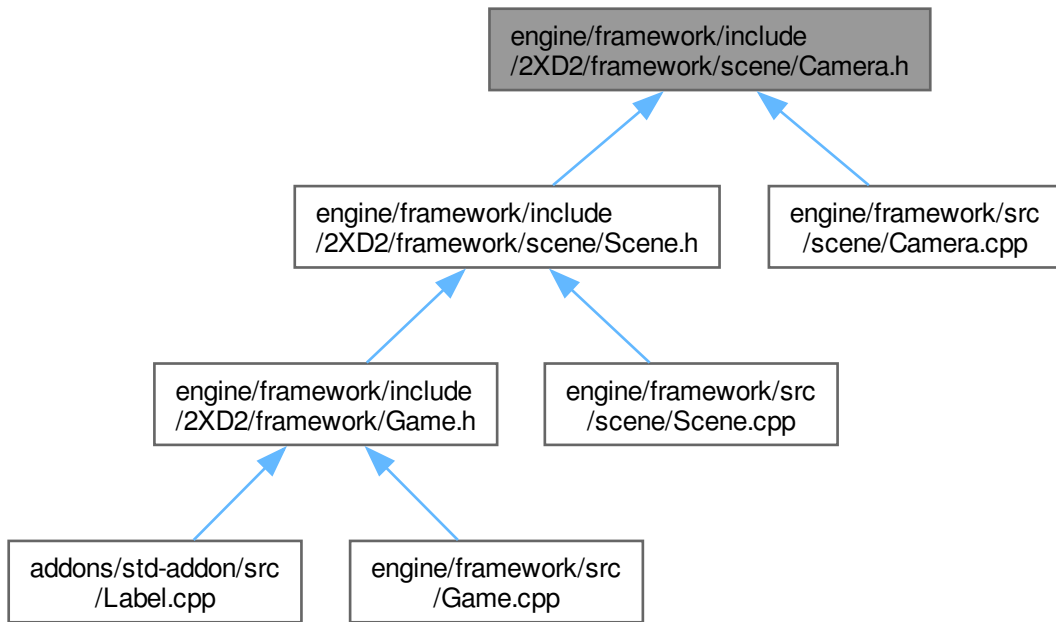 engine/framework/include
/2XD2/framework/scene/Camera.h
engine/framework/include
/2XD2/framework/scene/Scene.h
engine/framework/src
/scene/Camera.cpp
engine/framework/include
/2XD2/framework/Game.h
engine/framework/src
/scene/Scene.cpp
addons/std-addon/src
/Label.cpp
engine/framework/src
/Game.cpp